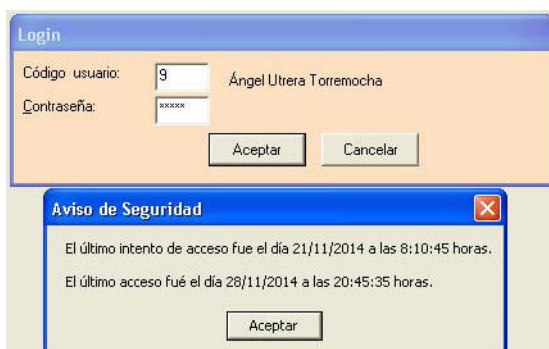 Login
Código usuario: 9 Ángel Utrera Torremocha
Contraseña: *****
Aceptar Cancelar
Aviso de Seguridad
El último intento de acceso fue el día 21/11/2014 a las 8:10:45 horas.
El último acceso fué el día 28/11/2014 a las 20:45:35 horas.
Aceptar